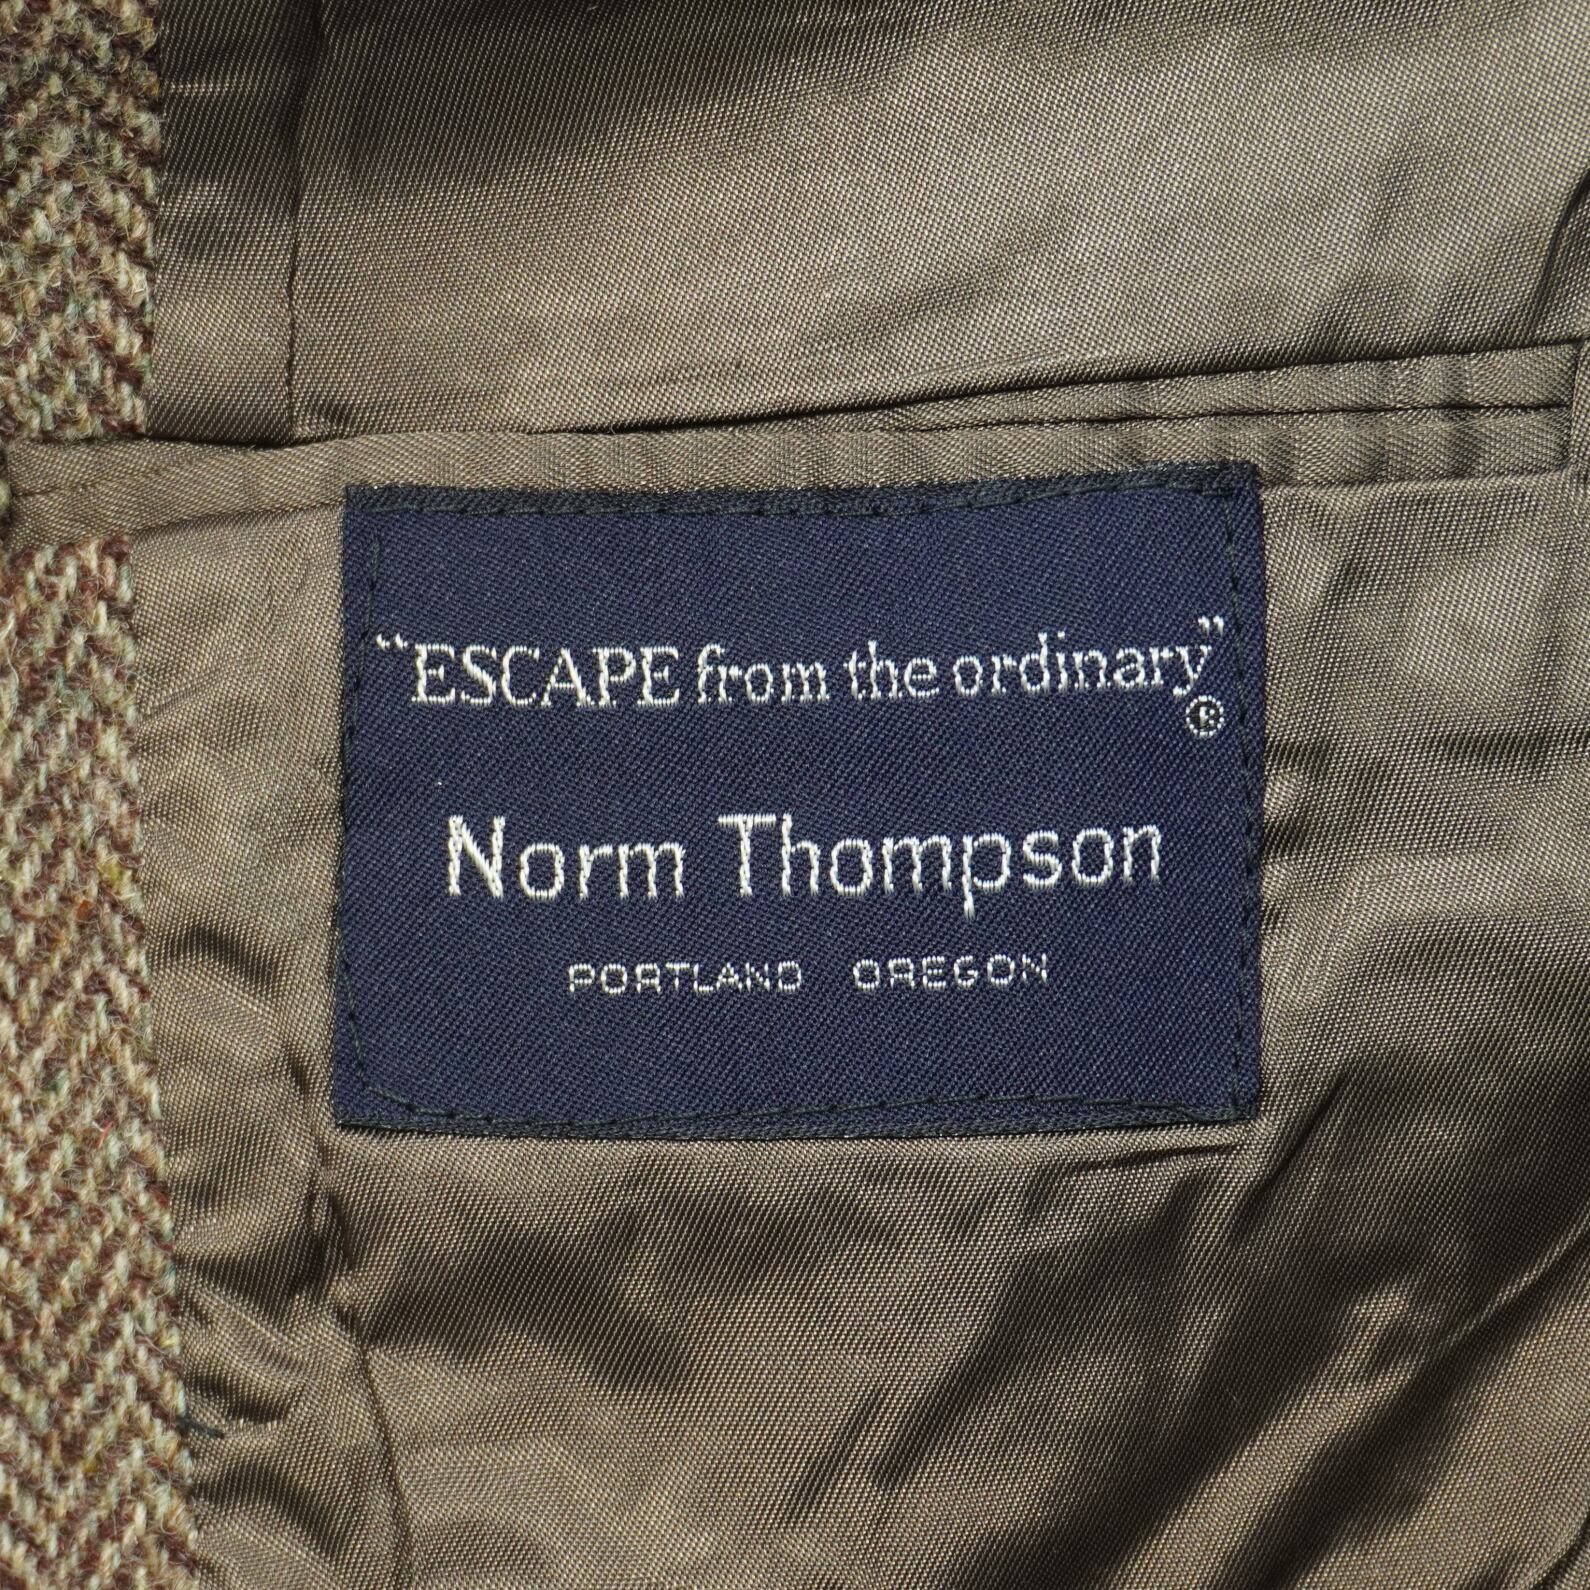 “ESCAPE from the ordinary”
®
Norm Thompson
PORTLAND OREGON